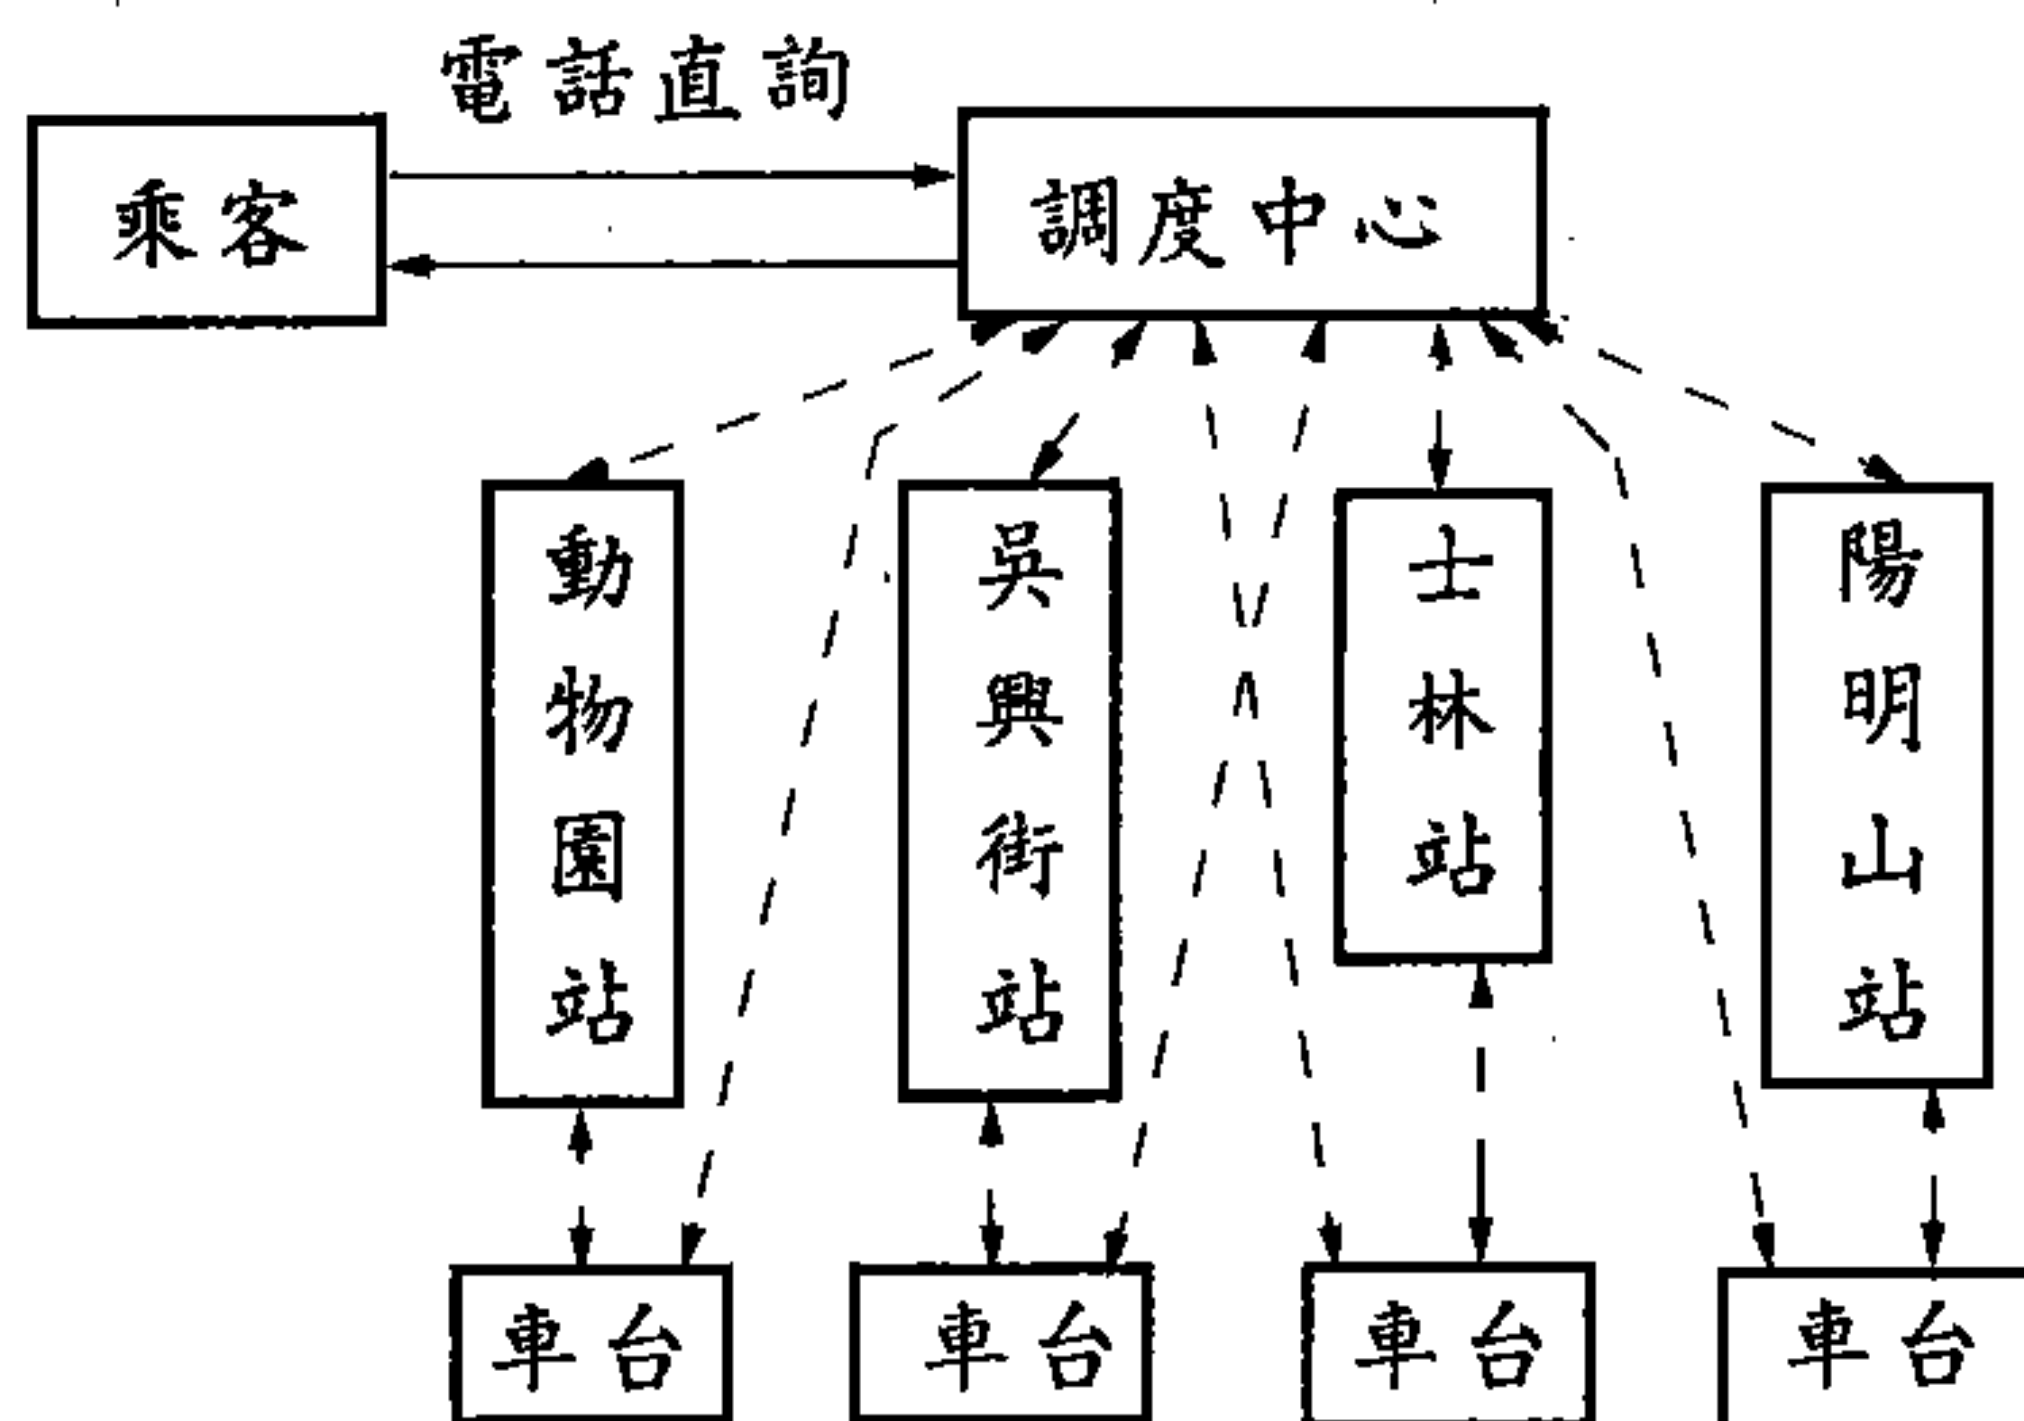 電話直詢
乘客
調度中心
動物園站
吳興街站
士林站
陽明山站
車台
車台
車台
車台